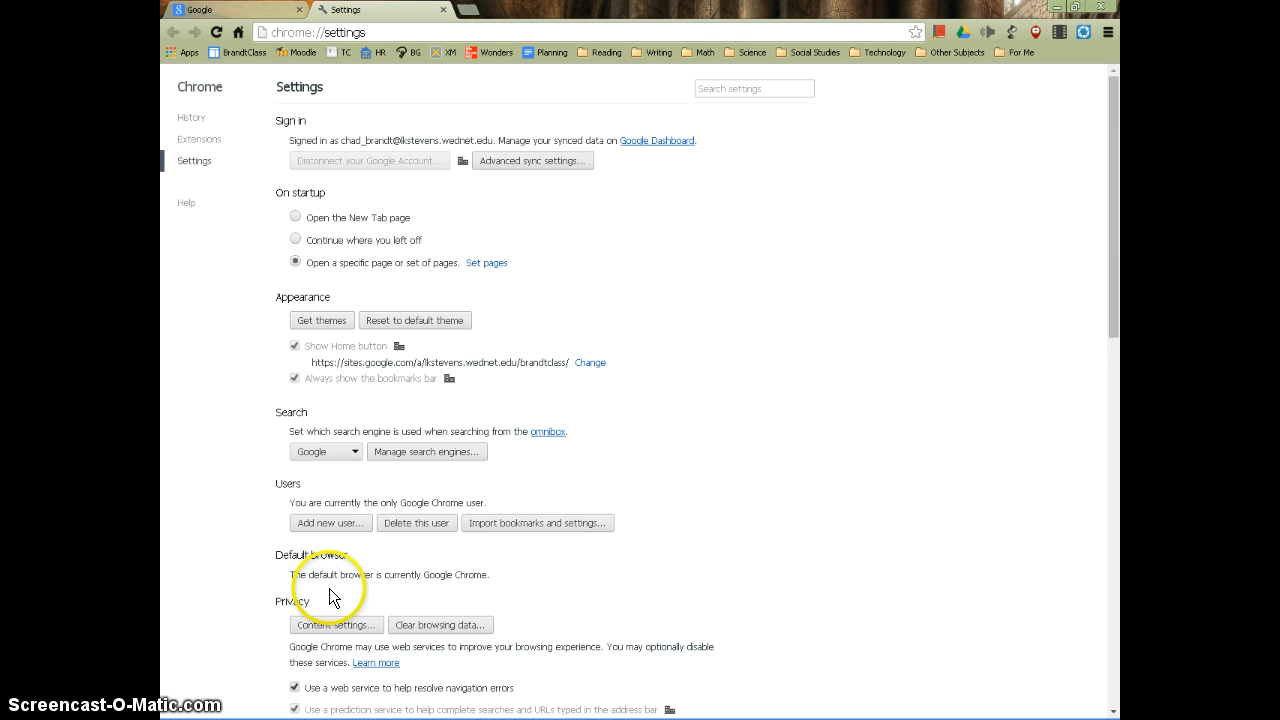 Google
Settings
chrome://settings
Apps BrandtClass Moodle TC HR BG XM Wonders Planning Reading Writing Math Science Social Studies Technology Other Subjects For Me
Chrome
Settings
Search settings
History
Extensions
Settings
Help
Sign in
Signed in as chad_brandt@lkstevens.wednet.edu. Manage your synced data on Google Dashboard.
Disconnect your Google Account... Advanced sync settings...
On startup
Open the New Tab page
Continue where you left off
Open a specific page or set of pages. Set pages
Appearance
Get themes Reset to default theme
Show Home button
https://sites.google.com/a/lkstevens.wednet.edu/brandtclass/ Change
Always show the bookmarks bar
Search
Set which search engine is used when searching from the omnibox.
Google Manage search engines...
Users
You are currently the only Google Chrome user.
Add new user... Delete this user Import bookmarks and settings...
Default browser
The default browser is currently Google Chrome.
Privacy
Content settings... Clear browsing data...
Google Chrome may use web services to improve your browsing experience. You may optionally disable
these services. Learn more
Use a web service to help resolve navigation errors
Use a prediction service to help complete searches and URLs typed in the address bar
Screencast-O-Matic.com